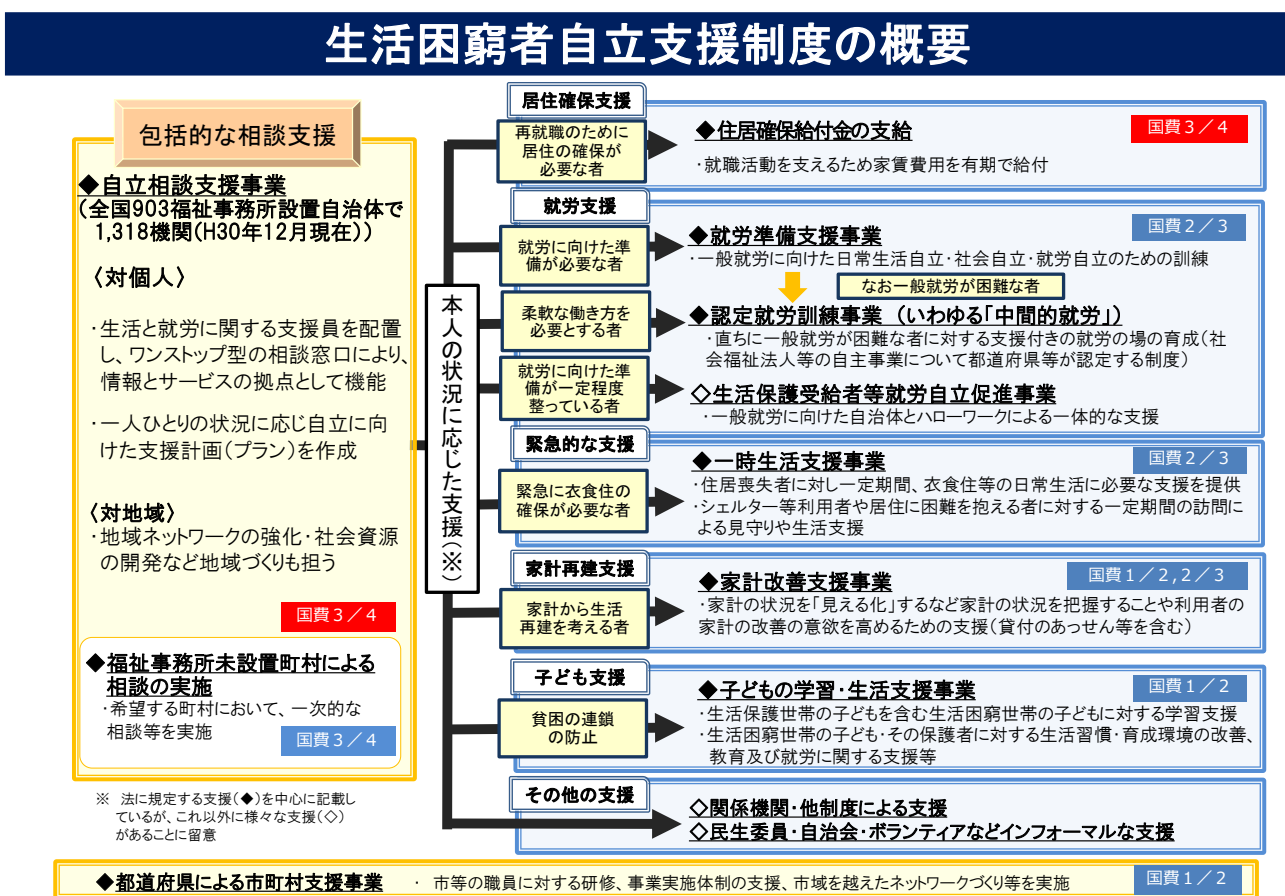 生活困窮者自立支援制度の概要
包括的な相談支援
◆自立相談支援事業
(全国903福祉事務所設置自治体で
1,318機関(H30年12月現在))
〈対個人〉
・生活と就労に関する支援員を配置
し、ワンストップ型の相談窓口により、
情報とサービスの拠点として機能
・一人ひとりの状況に応じ自立に向
けた支援計画(プラン)を作成
〈対地域〉
・地域ネットワークの強化・社会資源
の開発など地域づくりも担う
国費3/4
◆福祉事務所未設置町村による
相談の実施
・希望する町村において、一次的な
相談等を実施
国費3/4
※ 法に規定する支援(◆)を中心に記載し
ているが、これ以外に様々な支援(◇)
があることに留意
本人の状況に応じた支援(※)
居住確保支援
再就職のために
居住の確保が
必要な者
◆住居確保給付金の支給
国費3/4
・就職活動を支えるため家賃費用を有期で給付
就労支援
就労に向けた準
備が必要な者
◆就労準備支援事業
国費2/3
・一般就労に向けた日常生活自立・社会自立・就労自立のための訓練
なお一般就労が困難な者
柔軟な働き方を
必要とする者
◆認定就労訓練事業 (いわゆる「中間的就労」)
・直ちに一般就労が困難な者に対する支援付きの就労の場の育成(社
会福祉法人等の自主事業について都道府県等が認定する制度)
就労に向けた準
備が一定程度
整っている者
◇生活保護受給者等就労自立促進事業
・一般就労に向けた自治体とハローワークによる一体的な支援
緊急的な支援
緊急に衣食住の
確保が必要な者
◆一時生活支援事業
国費2/3
・住居喪失者に対し一定期間、衣食住等の日常生活に必要な支援を提供
・シェルター等利用者や居住に困難を抱える者に対する一定期間の訪問に
よる見守りや生活支援
家計再建支援
家計から生活
再建を考える者
◆家計改善支援事業
国費1/2,2/3
・家計の状況を「見える化」するなど家計の状況を把握することや利用者の
家計の改善の意欲を高めるための支援(貸付のあっせん等を含む)
子ども支援
貧困の連鎖
の防止
◆子どもの学習・生活支援事業
国費1/2
・生活保護世帯の子どもを含む生活困窮世帯の子どもに対する学習支援
・生活困窮世帯の子ども・その保護者に対する生活習慣・育成環境の改善、
教育及び就労に関する支援等
その他の支援
◇関係機関・他制度による支援
◇民生委員・自治会・ボランティアなどインフォーマルな支援
◆都道府県による市町村支援事業 ・ 市等の職員に対する研修、事業実施体制の支援、市域を越えたネットワークづくり等を実施
国費1/2